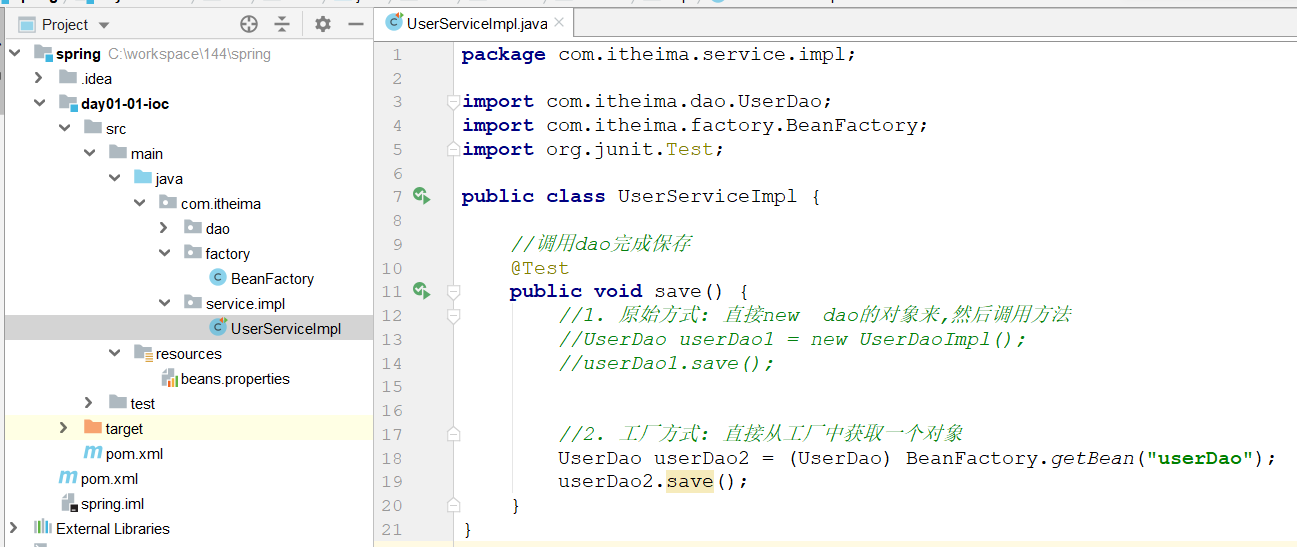 Project
spring C:\workspace\144\spring
.idea
day01-01-ioc
src
main
java
com.itheima
dao
factory
BeanFactory
service.impl
UserServiceImpl
resources
beans.properties
test
target
pom.xml
pom.xml
spring.iml
External Libraries
UserServiceImpl.java
1 package com.itheima.service.impl;
2
3 import com.itheima.dao.UserDao;
4 import com.itheima.factory.BeanFactory;
5 import org.junit.Test;
6
7 public class UserServiceImpl {
8
9 //调用dao完成保存
10 @Test
11 public void save() {
12 //1. 原始方式: 直接new  dao的对象来,然后调用方法
13 //UserDao userDao1 = new UserDaoImpl();
14 //userDao1.save();
15
16
17 //2. 工厂方式: 直接从工厂中获取一个对象
18 UserDao userDao2 = (UserDao) BeanFactory.getBean("userDao");
19 userDao2.save();
20 }
21 }